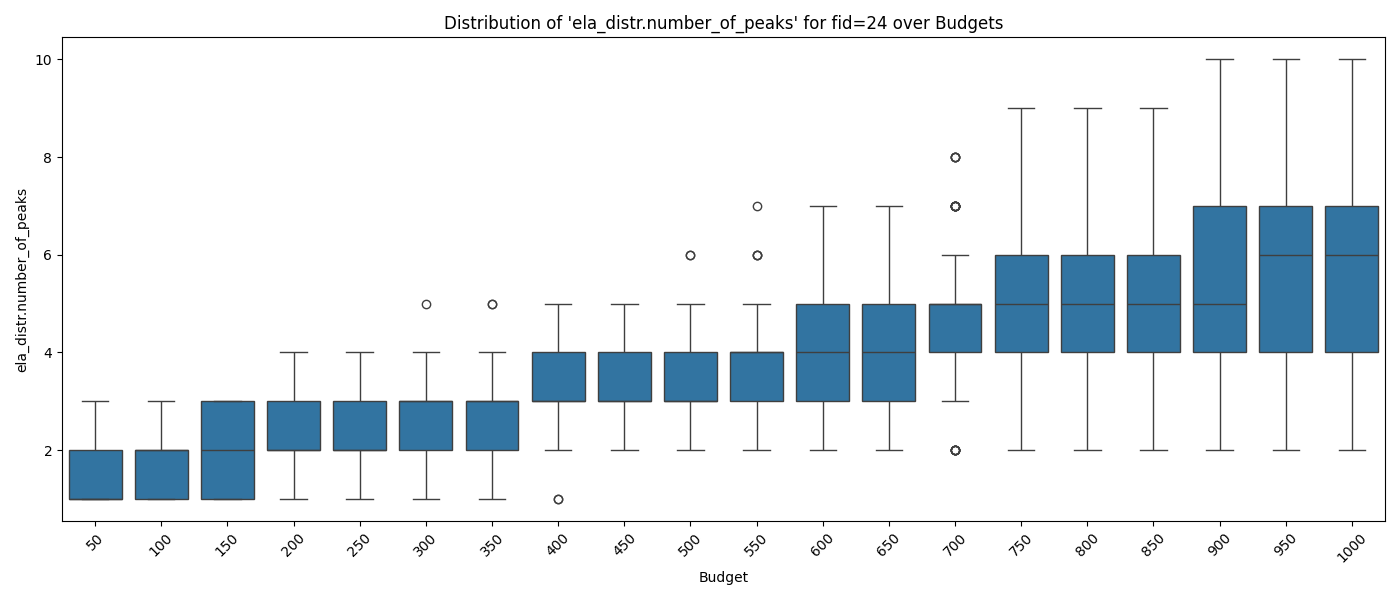 Distribution of 'ela_distr.number_of_peaks' for fid=24 over Budgets
ela_distr.number_of_peaks
10
8
6
4
2
50 100 150 200 250 300 350 400 450 500 550 600 650 700 750 800 850 900 950 1000
Budget